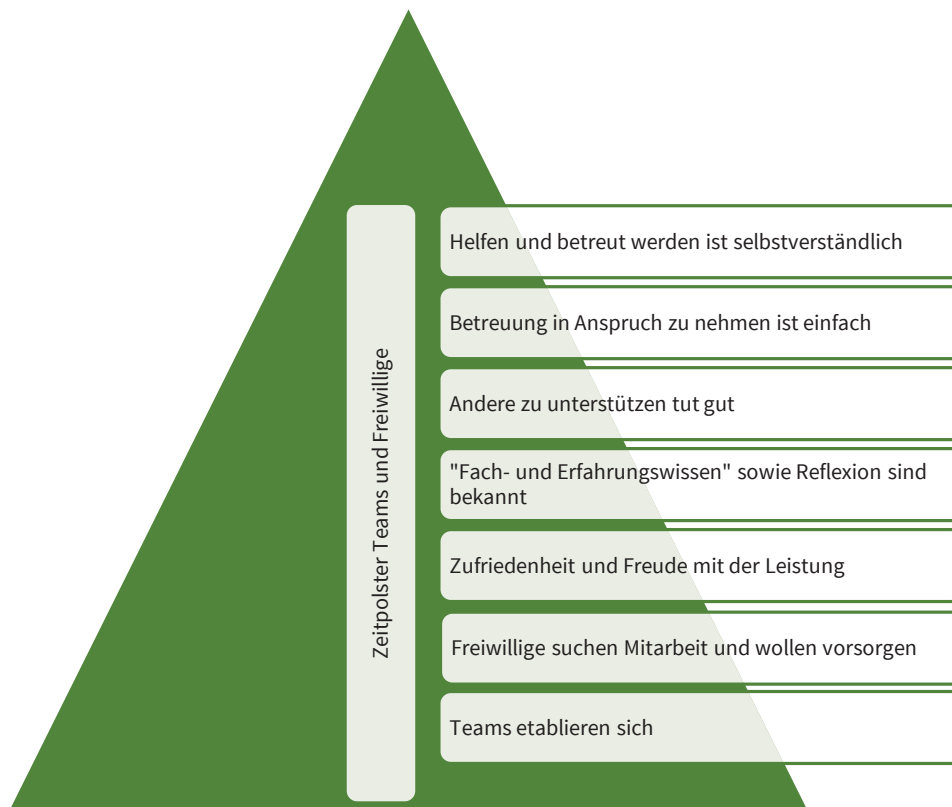 Zeitpolster Teams und Freiwillige
Helfen und betreut werden ist selbstverständlich
Betreuung in Anspruch zu nehmen ist einfach
Andere zu unterstützen tut gut
"Fach- und Erfahrungswissen" sowie Reflexion sind
bekannt
Zufriedenheit und Freude mit der Leistung
Freiwillige suchen Mitarbeit und wollen vorsorgen
Teams etablieren sich